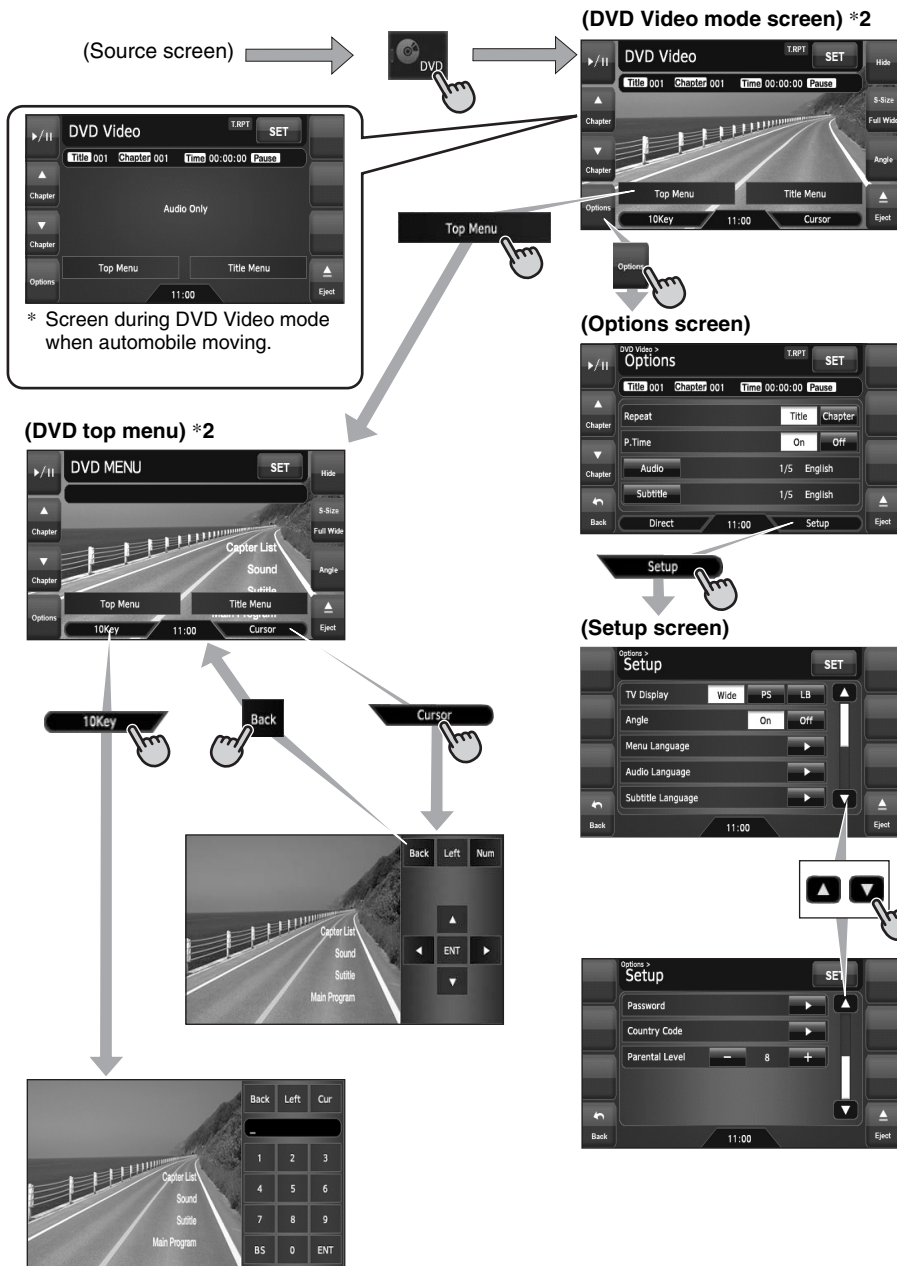 (DVD Video mode screen) *2
(Source screen)
DVD
DVD Video
T.RPT
SET
Hide
Title 001 Chapter 001 Time 00:00:00 Pause
Chapter
S-Size
Full Wide
Chapter
Angle
Top Menu
Title Menu
Options
10Key
11:00
Cursor
Eject
DVD Video
T.RPT
SET
Title 001 Chapter 001 Time 00:00:00 Pause
Chapter
Audio Only
Chapter
Top Menu
Title Menu
Options
11:00
Eject
* Screen during DVD Video mode
when automobile moving.
Top Menu
Options
(Options screen)
DVD Video >
Options
T.RPT
SET
Title 001 Chapter 001 Time 00:00:00 Pause
Chapter
Repeat Title Chapter
P.Time On Off
Chapter
Audio 1/5 English
Subtitle 1/5 English
Back
Direct
11:00
Setup
Eject
(DVD top menu) *2
DVD MENU
SET
Hide
Chapter
S-Size
Full Wide
Capter List
Sound
Sutitle
Main Program
Chapter
Angle
Top Menu
Title Menu
Options
10Key
11:00
Cursor
Eject
Setup
(Setup screen)
Options >
Setup
SET
TV Display Wide PS LB
Angle On Off
Menu Language
Audio Language
Subtitle Language
Back
11:00
Eject
10Key
Back
Cursor
Back Left Num
ENT
Capter List
Sound
Sutitle
Main Program
Options >
Setup
SET
Password
Country Code
Parental Level − 8 +
Back
11:00
Eject
Back Left Cur
_
1 2 3
4 5 6
7 8 9
BS 0 ENT
Capter List
Sound
Sutitle
Main Program